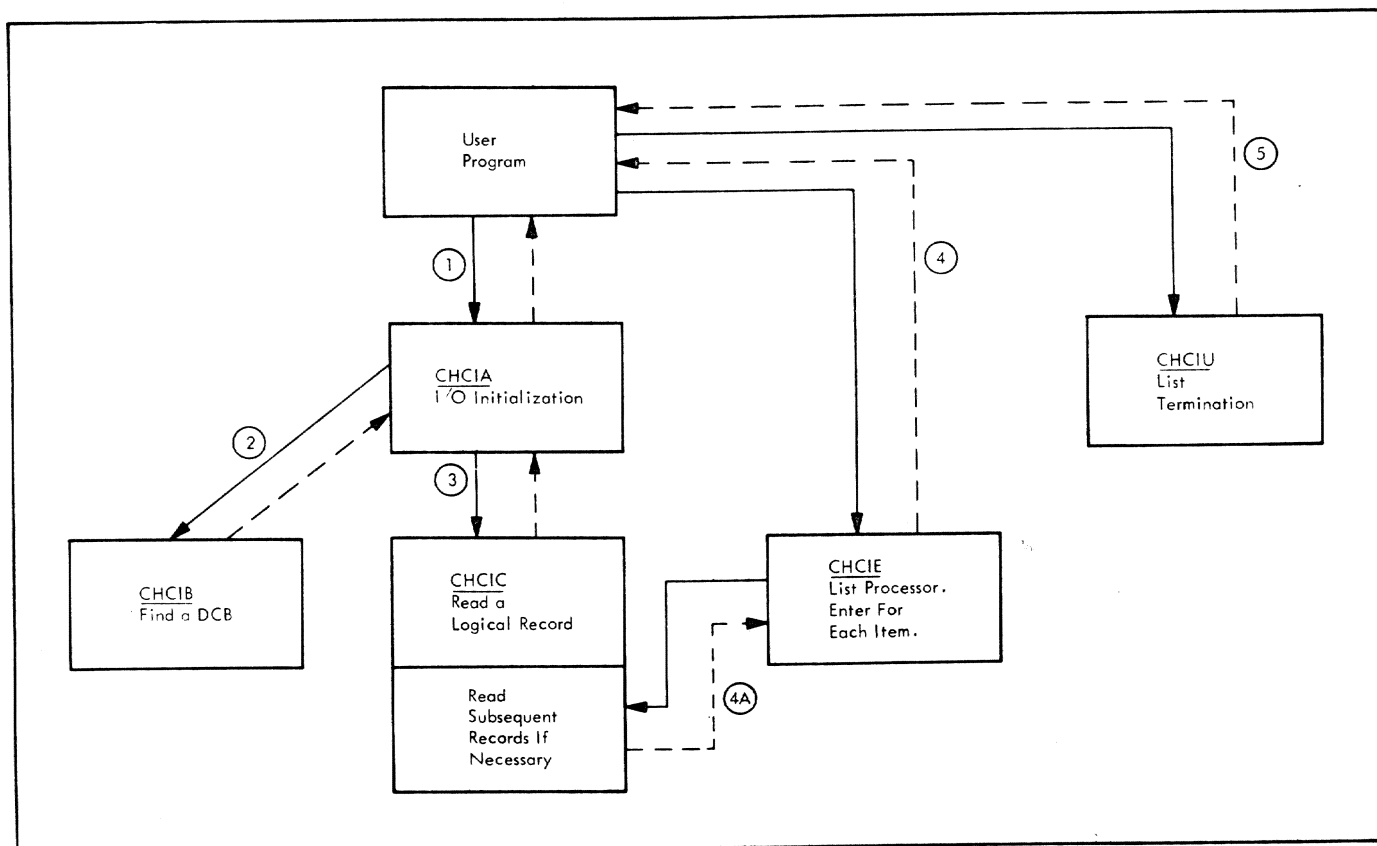 User
Program
5
4
1
CHCIA
I/O Initialization
CHCIU
List
Termination
2
3
CHCIB
Find a DCB
CHCIC
Read a
Logical Record
CHCIE
List Processor.
Enter For
Each Item.
Read
Subsequent
Records If
Necessary
4A